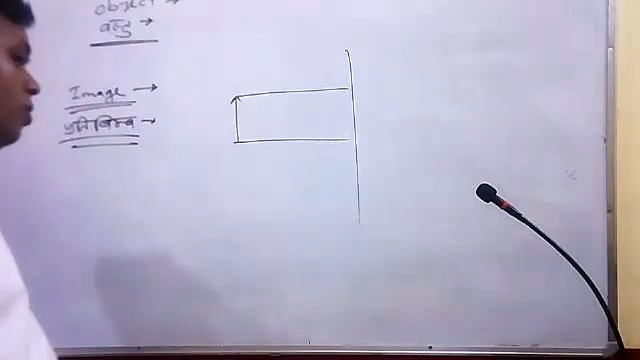 object →
वस्तु →
Image →
प्रतिबिम्ब →